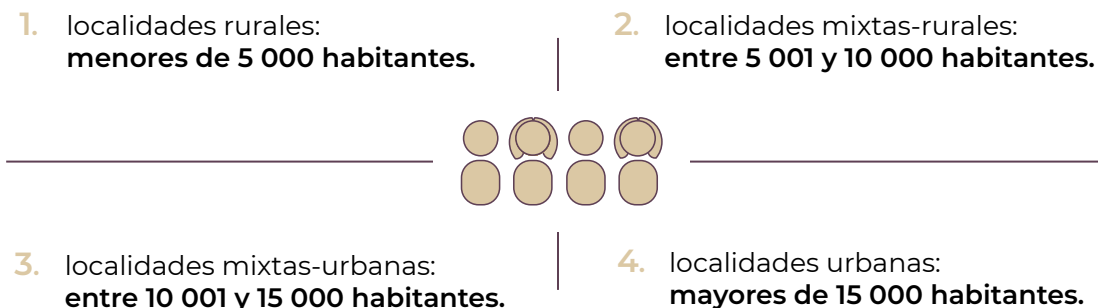 1. localidades rurales:
menores de 5 000 habitantes.
2. localidades mixtas-rurales:
entre 5 001 y 10 000 habitantes.
3. localidades mixtas-urbanas:
entre 10 001 y 15 000 habitantes.
4. localidades urbanas:
mayores de 15 000 habitantes.